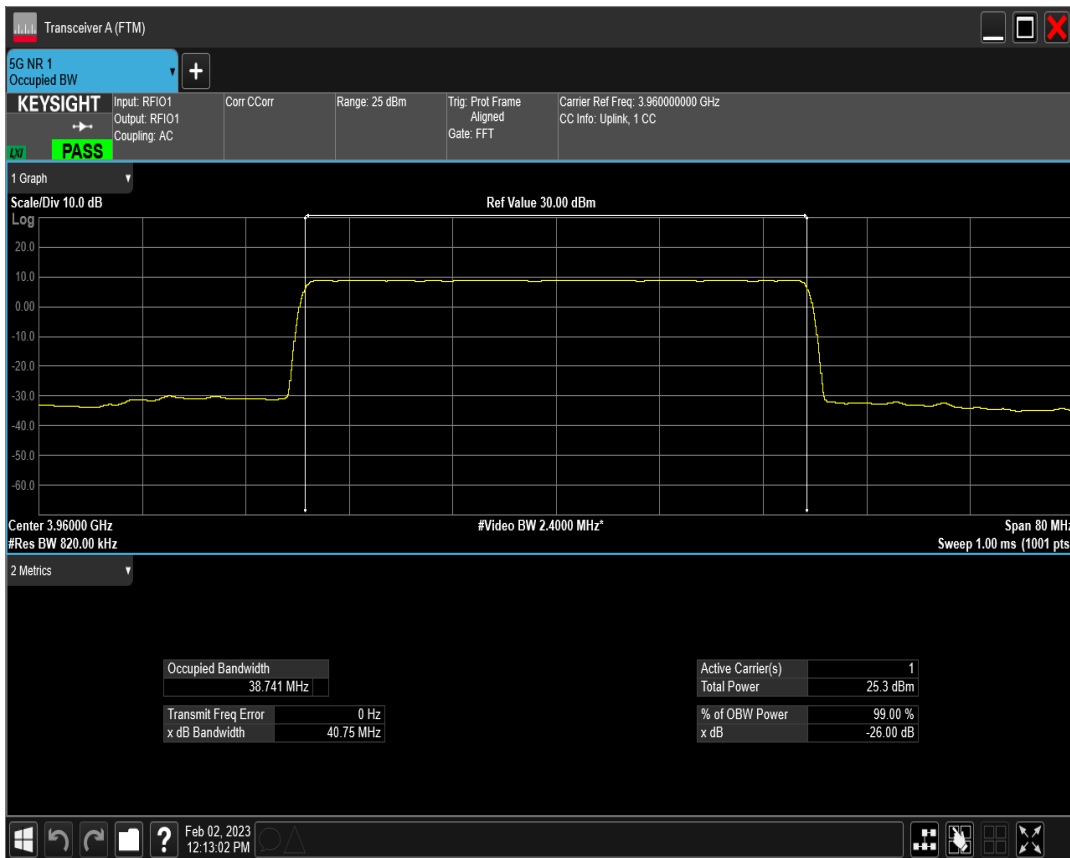 Transceiver A (FTM)
5G NR 1
Occupied BW
+
KEYSIGHT
LXI
PASS
Input: RFIO1
Output: RFIO1
Coupling: AC
Corr CCorr
Range: 25 dBm
Trig: Prot Frame
Aligned
Gate: FFT
Carrier Ref Freq: 3.960000000 GHz
CC Info: Uplink, 1 CC
1 Graph
Scale/Div 10.0 dB
Ref Value 30.00 dBm
Log
20.0
10.0
0.00
-10.0
-20.0
-30.0
-40.0
-50.0
-60.0
Center 3.96000 GHz
#Video BW 2.4000 MHz*
Span 80 MHz
#Res BW 820.00 kHz
Sweep 1.00 ms (1001 pts
2 Metrics
Occupied Bandwidth
38.741 MHz
Transmit Freq Error 0 Hz
x dB Bandwidth 40.75 MHz
Active Carrier(s) 1
Total Power 25.3 dBm
% of OBW Power 99.00 %
x dB -26.00 dB
?
Feb 02, 2023
12:13:02 PM